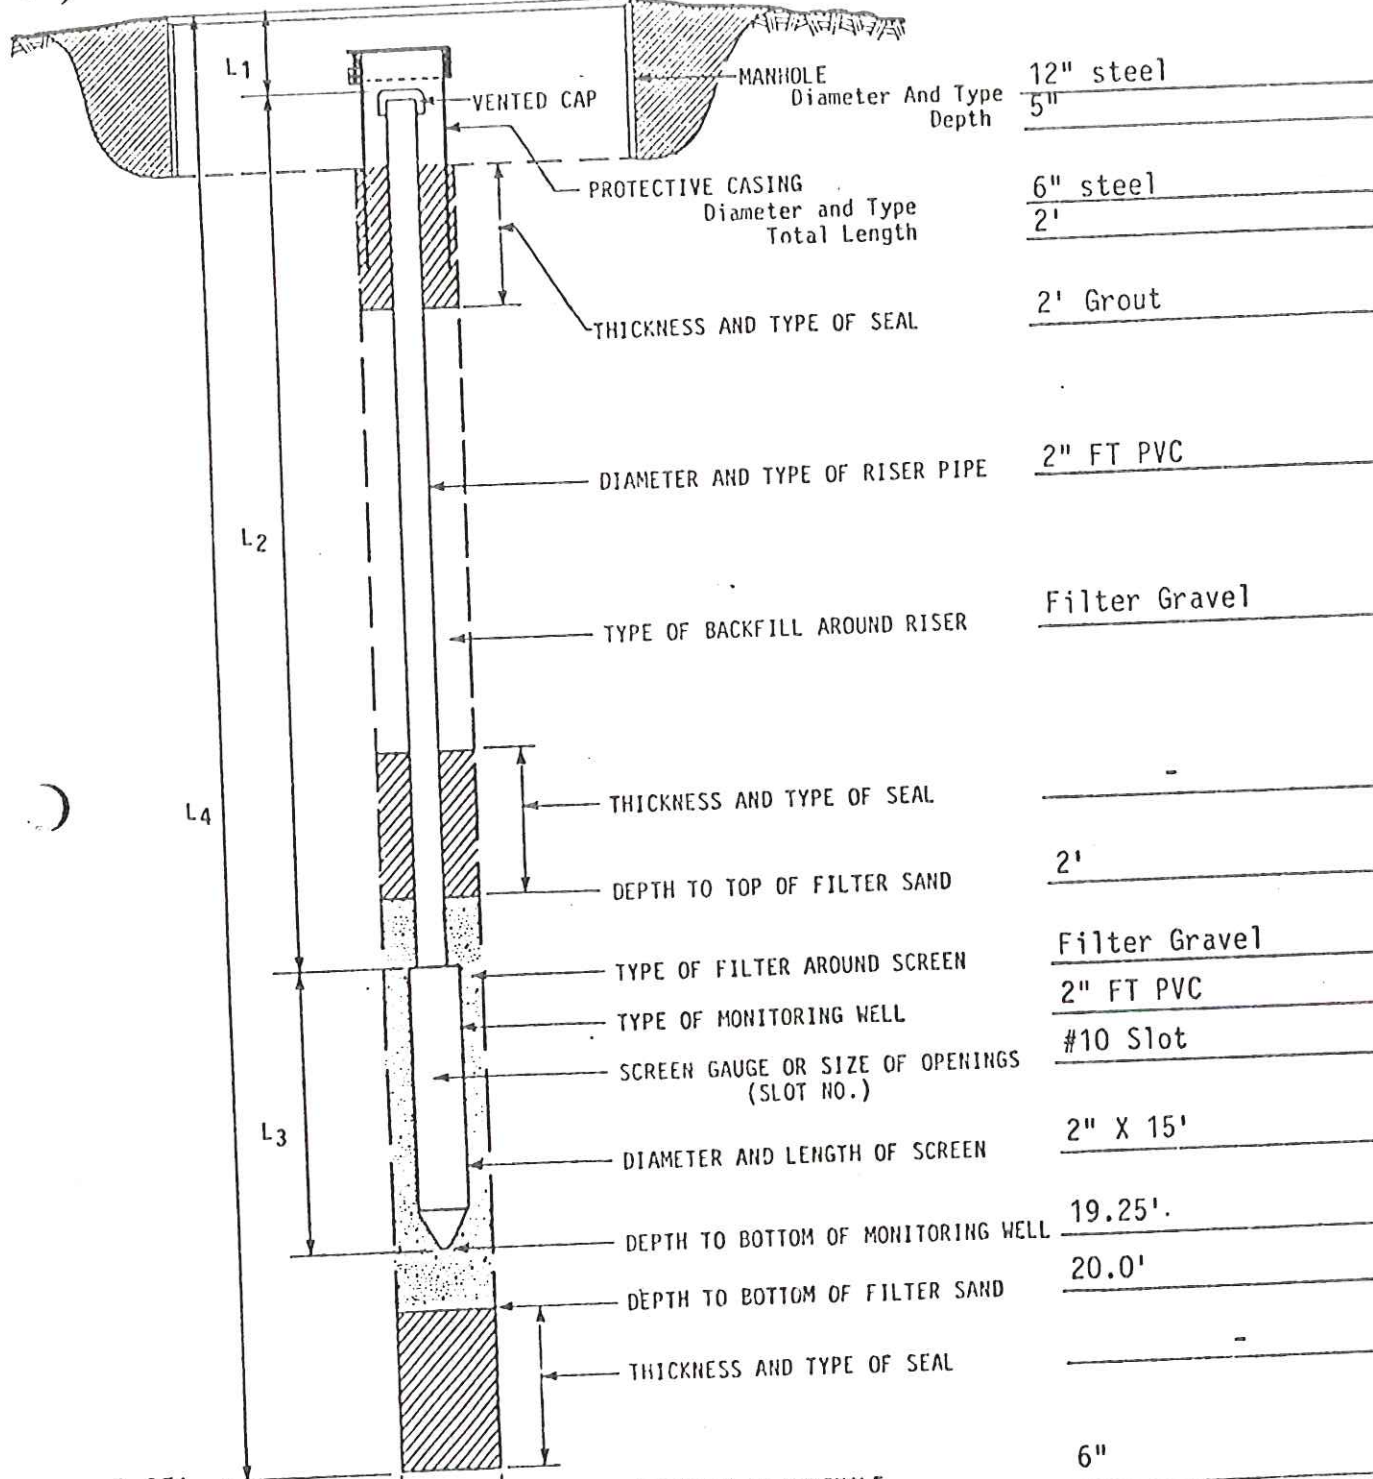 L1
MANHOLE
12" steel
VENTED CAP
Diameter And Type
5"
Depth
PROTECTIVE CASING
6" steel
Diameter and Type
2'
Total Length
THICKNESS AND TYPE OF SEAL
2' Grout
DIAMETER AND TYPE OF RISER PIPE
2" FT PVC
L2
TYPE OF BACKFILL AROUND RISER
Filter Gravel
L4
THICKNESS AND TYPE OF SEAL
-
DEPTH TO TOP OF FILTER SAND
2'
TYPE OF FILTER AROUND SCREEN
Filter Gravel
TYPE OF MONITORING WELL
2" FT PVC
SCREEN GAUGE OR SIZE OF OPENINGS
#10 Slot
(SLOT NO.)
L3
DIAMETER AND LENGTH OF SCREEN
2" X 15'
DEPTH TO BOTTOM OF MONITORING WELL
19.25'.
DEPTH TO BOTTOM OF FILTER SAND
20.0'
THICKNESS AND TYPE OF SEAL
-
6"